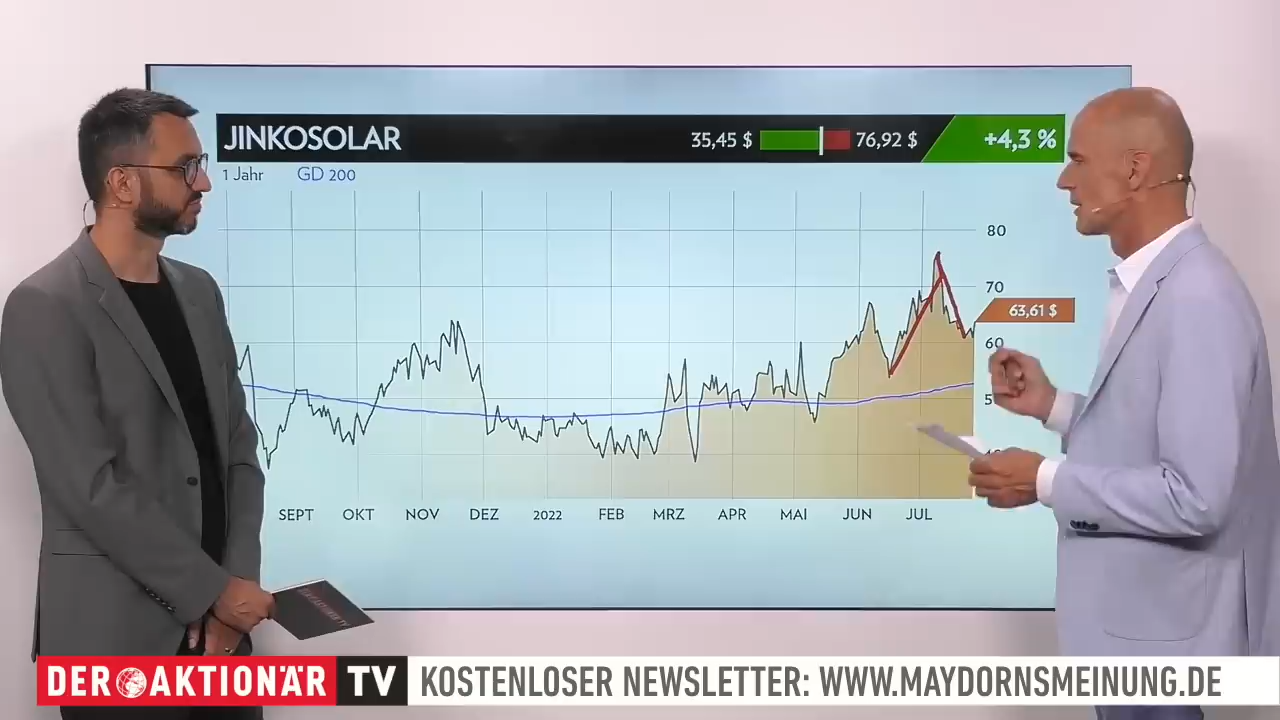 JINKOSOLAR
35,45 $ 76,92 $ +4,3 %
1 Jahr GD 200
80
70
63,61 $
60
SEPT OKT NOV DEZ 2022 FEB MRZ APR MAI JUN JUL
DER AKTIONÄR TV KOSTENLOSER NEWSLETTER: WWW.MAYDORNSMEINUNG.DE